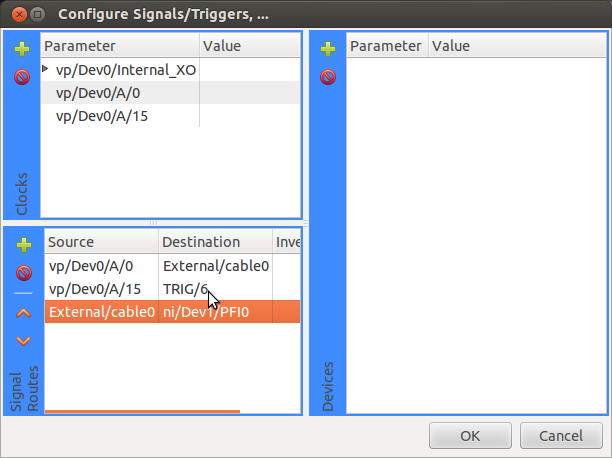 Configure Signals/Triggers, ...
Parameter Value
vp/Dev0/Internal_XO
vp/Dev0/A/0
vp/Dev0/A/15
Clocks
Source Destination Inve
vp/Dev0/A/0 External/cable0
vp/Dev0/A/15 TRIG/6
External/cable0 ni/Dev1/PFI0
Signal
Routes
Parameter Value
Devices
OK Cancel